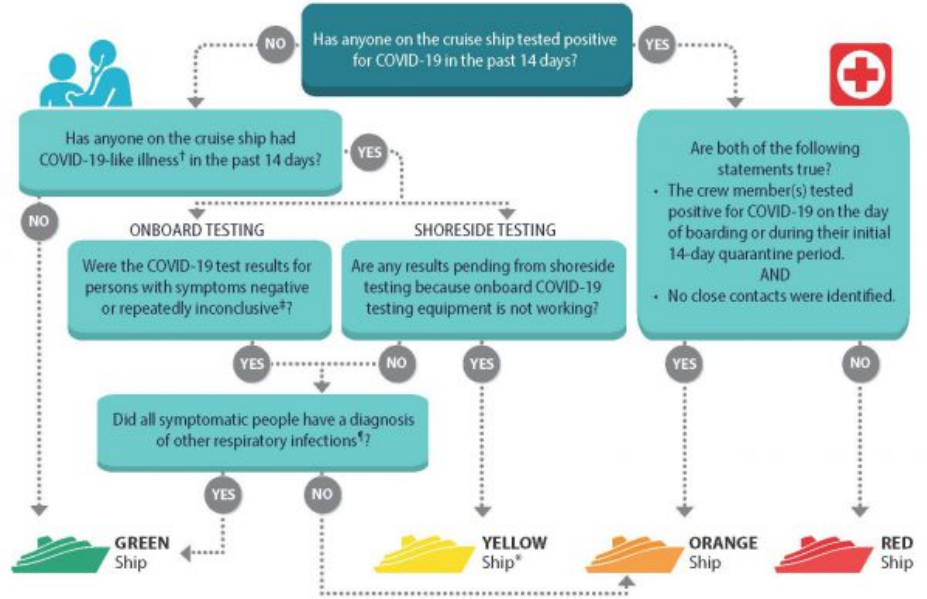 Has anyone on the cruise ship tested positive
for COVID-19 in the past 14 days?
NO
YES
Has anyone on the cruise ship had
COVID-19-like illness† in the past 14 days?
YES
NO
Are both of the following
statements true?
• The crew member(s) tested
positive for COVID-19 on the day
of boarding or during their initial
14-day quarantine period.
AND
• No close contacts were identified.
ONBOARD TESTING
Were the COVID-19 test results for
persons with symptoms negative
or repeatedly inconclusive‡?
SHORESIDE TESTING
Are any results pending from shoreside
testing because onboard COVID-19
testing equipment is not working?
YES
NO
YES
YES
NO
Did all symptomatic people have a diagnosis
of other respiratory infections¶?
YES
NO
GREEN
Ship
YELLOW
Ship®
ORANGE
Ship
RED
Ship